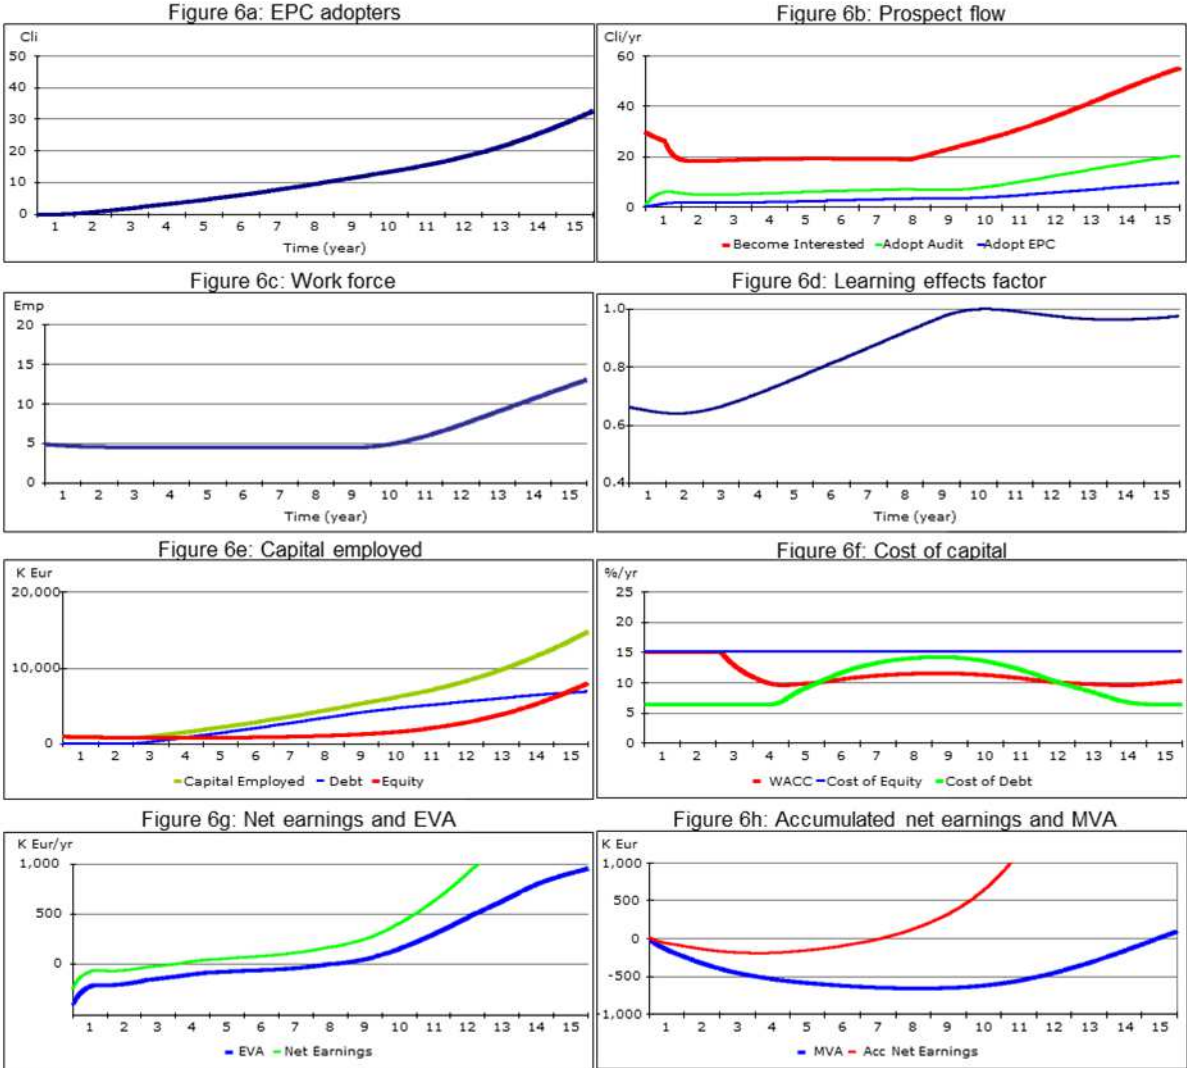 Figure 6a: EPC adopters
Cli
50
40
30
20
10
0
1 2 3 4 5 6 7 8 9 10 11 12 13 14 15
Time (year)
Figure 6b: Prospect flow
Cli/yr
60
40
20
0
1 2 3 4 5 6 7 8 9 10 11 12 13 14 15
Become Interested Adopt Audit Adopt EPC
Figure 6c: Work force
Emp
20
15
10
5
0
1 2 3 4 5 6 7 8 9 10 11 12 13 14 15
Time (year)
Figure 6d: Learning effects factor
1.0
0.8
0.6
0.4
1 2 3 4 5 6 7 8 9 10 11 12 13 14 15
Time (year)
Figure 6e: Capital employed
K Eur
20,000
10,000
0
1 2 3 4 5 6 7 8 9 10 11 12 13 14 15
Capital Employed Debt Equity
Figure 6f: Cost of capital
%/yr
25
20
15
10
5
0
1 2 3 4 5 6 7 8 9 10 11 12 13 14 15
WACC Cost of Equity Cost of Debt
Figure 6g: Net earnings and EVA
K Eur/yr
1,000
500
0
1 2 3 4 5 6 7 8 9 10 11 12 13 14 15
EVA Net Earnings
Figure 6h: Accumulated net earnings and MVA
K Eur
1,000
500
0
-500
1,000
1 2 3 4 5 6 7 8 9 10 11 12 13 14 15
MVA Acc Net Earnings